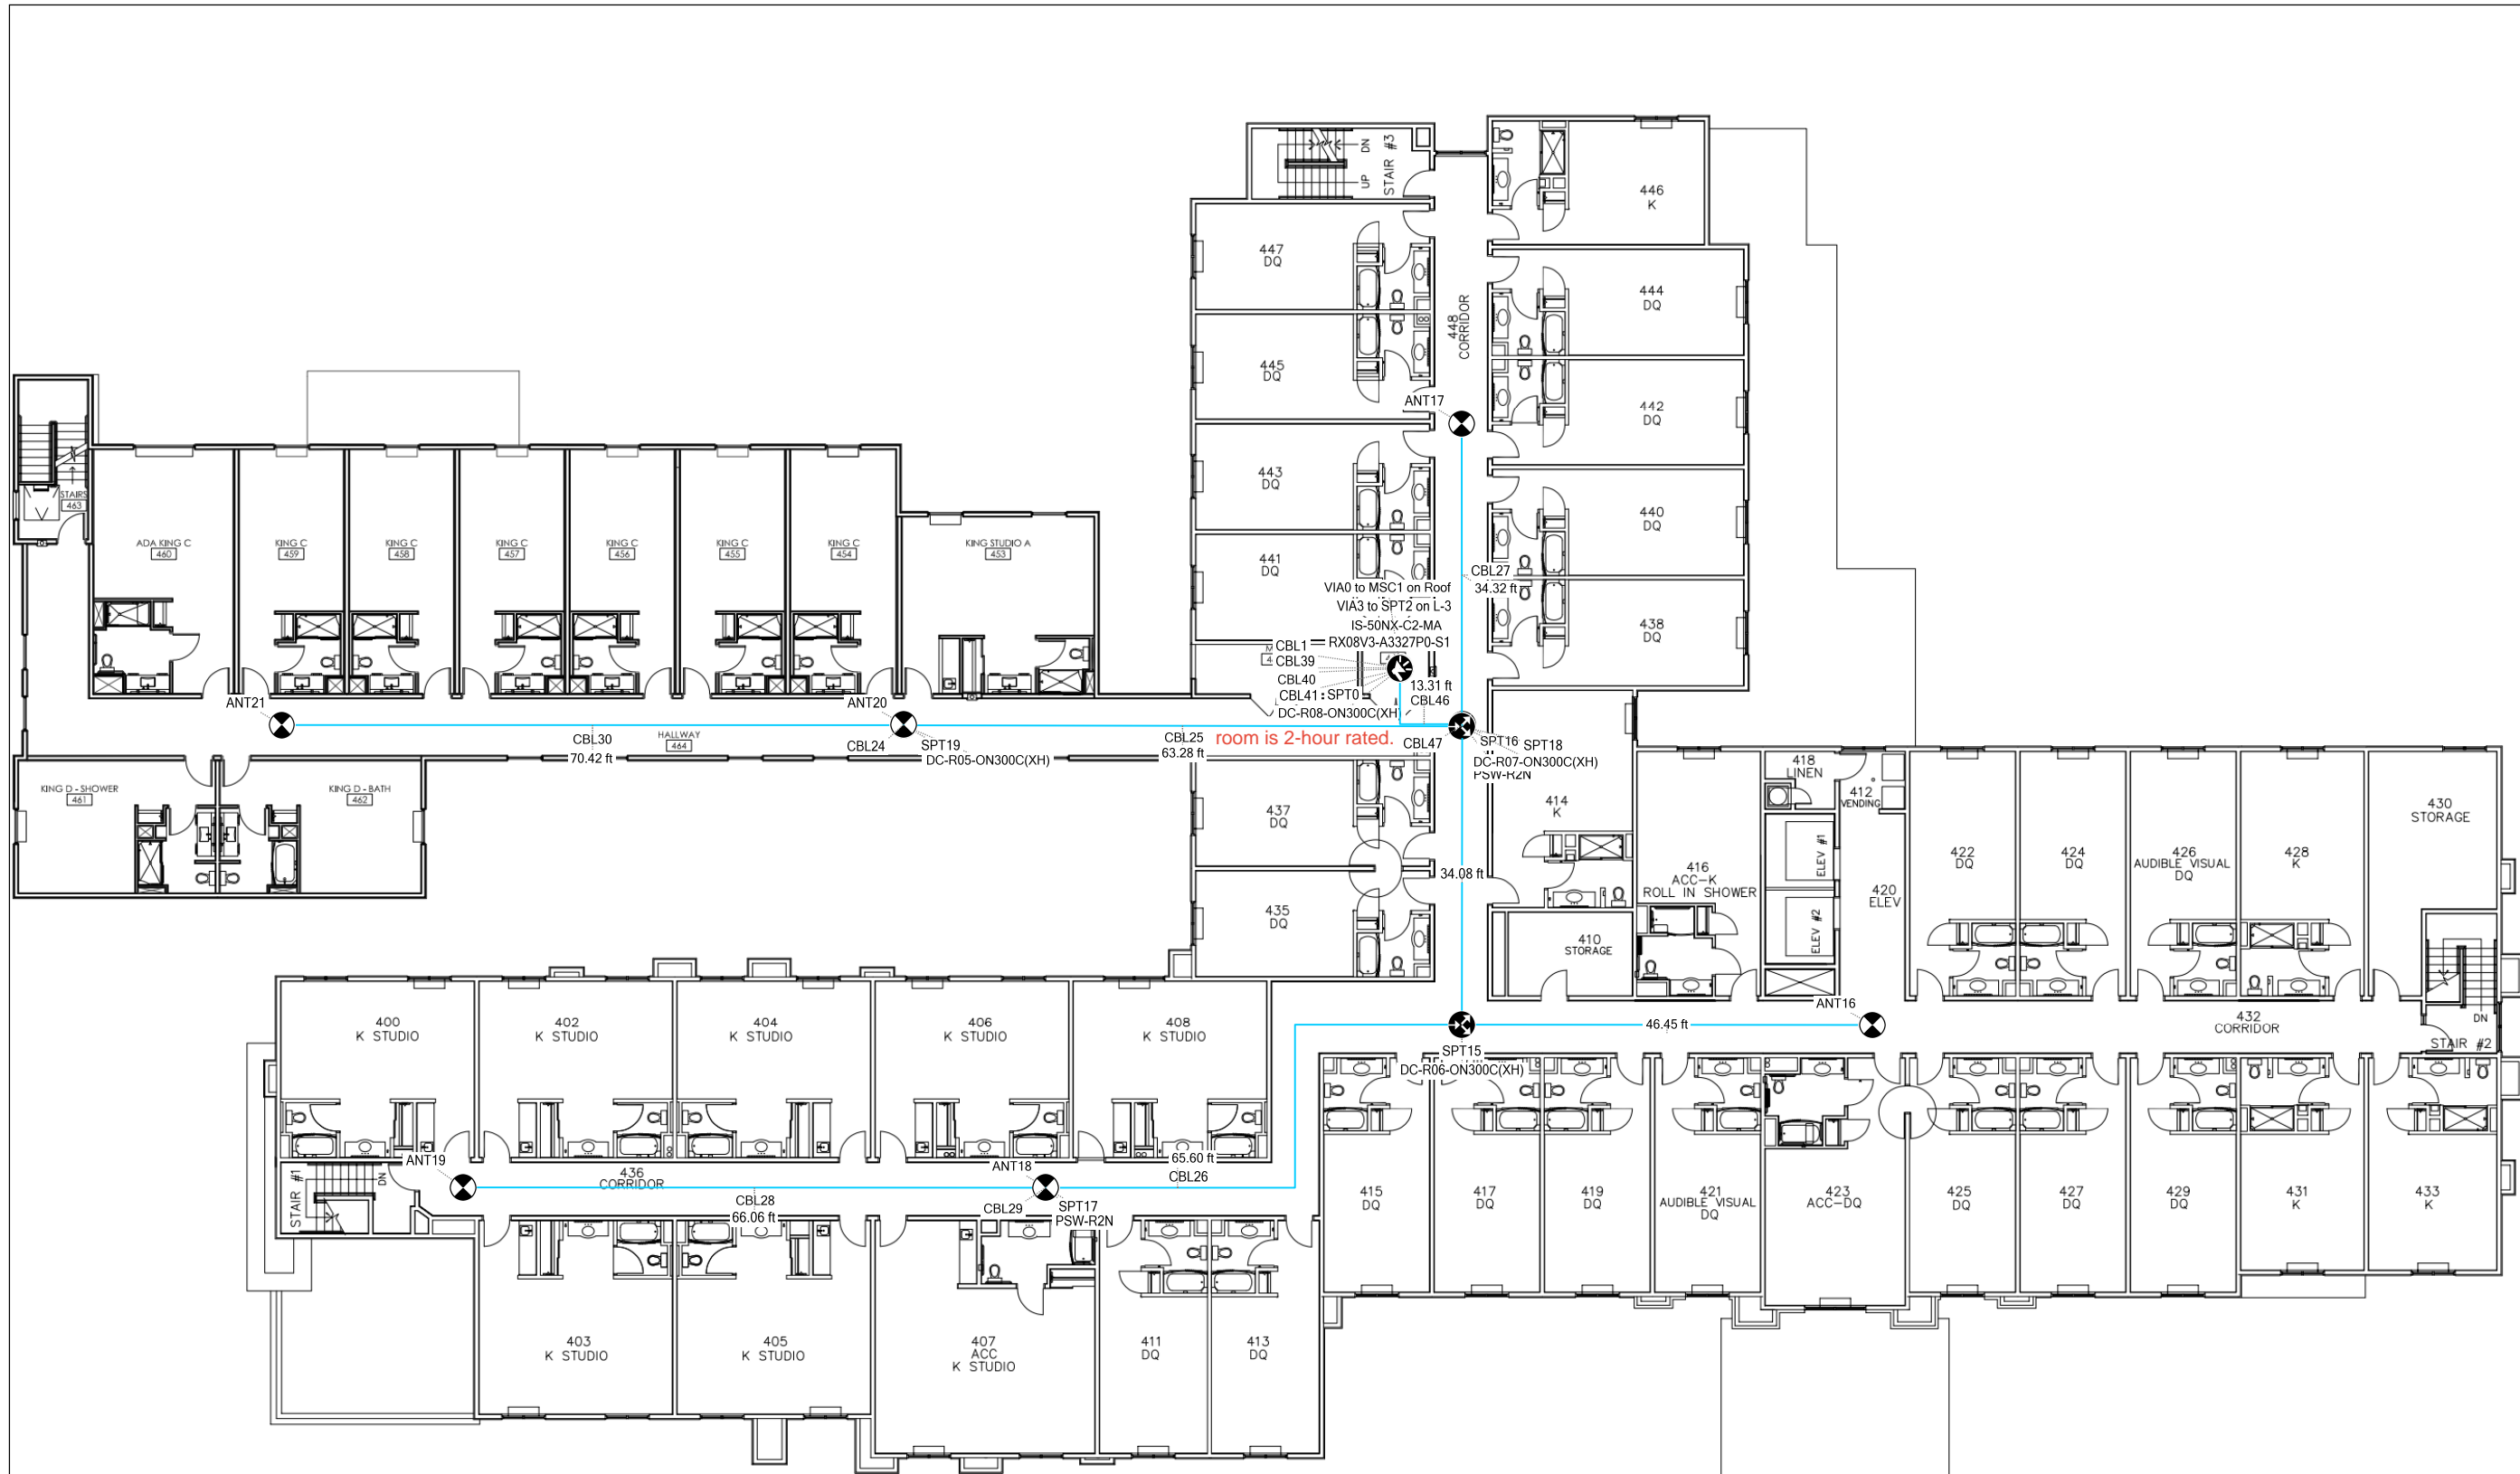 DN
UP
STAIR #3
446
K
447
DQ
448
CORRIDOR
444
DQ
445
DQ
ANT17
442
DQ
443
DQ
440
DQ
441
DQ
CBL27
34.32 ft
438
DQ
VIA0 to MSC1 on Roof
VIA3 to SPT2 on L-3
IS-50NX-C2-MA
RX08V3-A3327P0-S1
CBL1
CBL39
CBL40
CBL41
SPT0
DC-R08-ON300C(XH)
13.31 ft
CBL46
STAIRS
463
ADA KING C
460
KING C
459
KING C
458
KING C
457
KING C
456
KING C
455
KING C
454
KING STUDIO A
453
ANT21
ANT20
CBL30
70.42 ft
HALLWAY
464
CBL24
SPT19
DC-R05-ON300C(XH)
CBL25
63.28 ft
room is 2-hour rated.
CBL47
SPT16
SPT18
DC-R07-ON300C(XH)
PSW-R2N
KING D - SHOWER
461
KING D - BATH
462
437
DQ
435
DQ
34.08 ft
414
K
410
STORAGE
416
ACC-K
ROLL IN SHOWER
418
LINEN
412
VENDING
ELEV #1
ELEV #2
420
ELEV
422
DQ
424
DQ
426
AUDIBLE VISUAL
DQ
428
K
430
STORAGE
DN
STAIR #2
432
CORRIDOR
ANT16
46.45 ft
SPT15
DC-R06-ON300C(XH)
400
K STUDIO
402
K STUDIO
404
K STUDIO
406
K STUDIO
408
K STUDIO
ANT19
STAIR #1
DN
436
CORRIDOR
CBL28
66.06 ft
ANT18
CBL29
SPT17
PSW-R2N
65.60 ft
CBL26
415
DQ
417
DQ
419
DQ
421
AUDIBLE VISUAL
DQ
423
ACC-DQ
425
DQ
427
DQ
429
DQ
431
K
433
K
403
K STUDIO
405
K STUDIO
407
ACC
K STUDIO
411
DQ
413
DQ